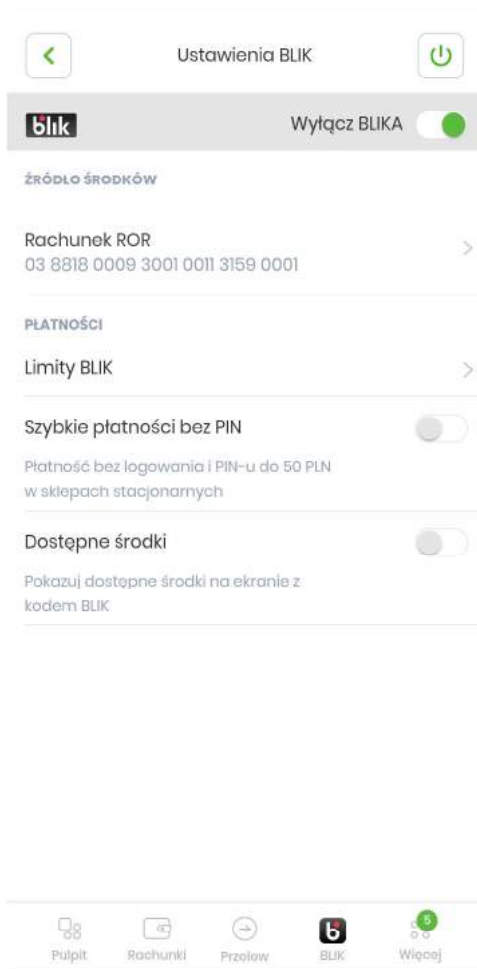 Ustawienia BLIK
blik
Wyłącz BLIKA
ŹRÓDŁO ŚRODKÓW
Rachunek ROR
03 8818 0009 3001 0011 3159 0001
PŁATNOŚCI
Limity BLIK
Szybkie płatności bez PIN
Płatność bez logowania i PIN-u do 50 PLN
w sklepach stacjonarnych
Dostępne środki
Pokazuj dostępne środki na ekranie z
kodem BLIK
5
Pulpit
Rachunki
Przelew
BLIK
Więcej